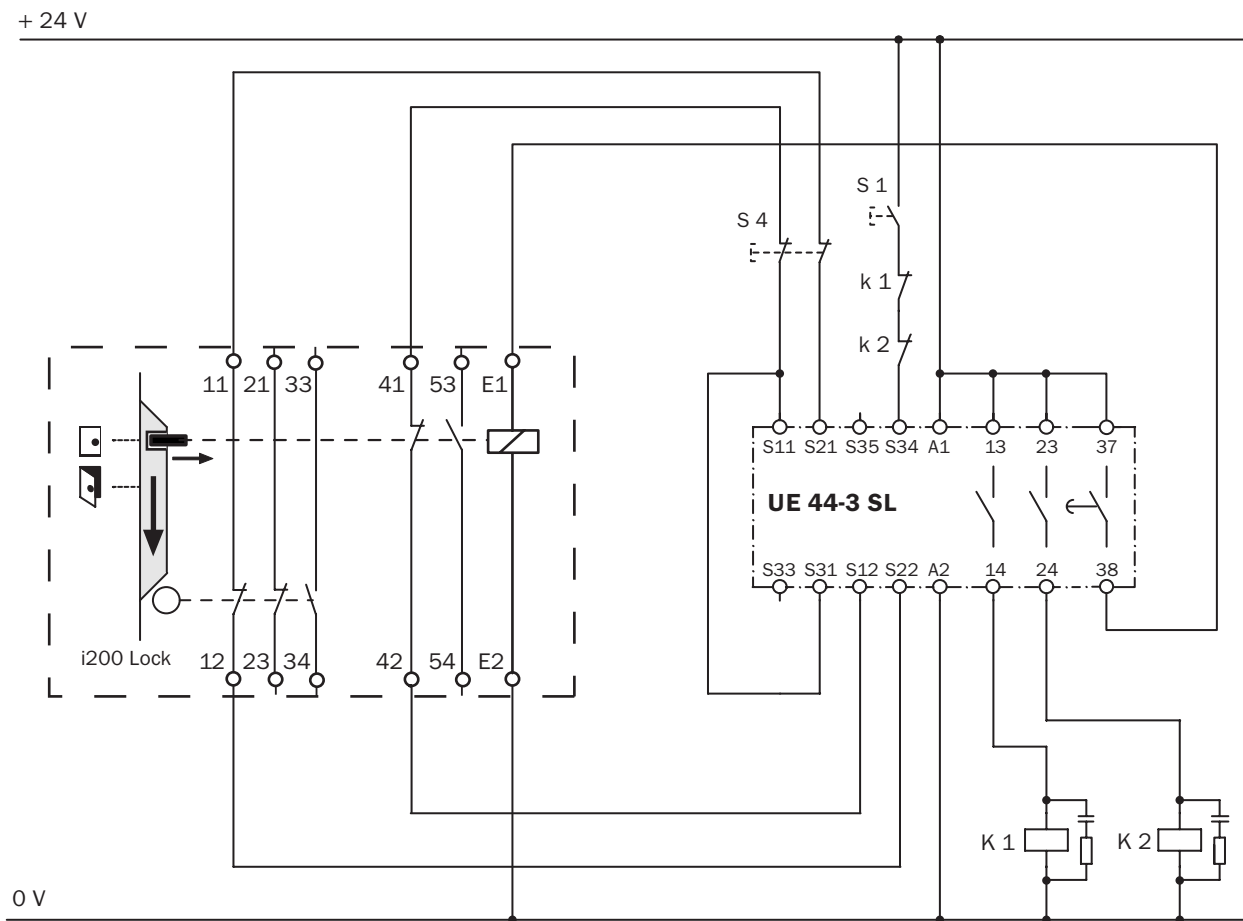 + 24 V
S 1
S 4
k 1
k 2
11 21 33 41 53 E1
S11 S21 S35 S34 A1 13 23 37
UE 44-3 SL
S33 S31 S12 S22 A2 14 24 38
i200 Lock 12 23 34 42 54 E2
K 1 K 2
0 V